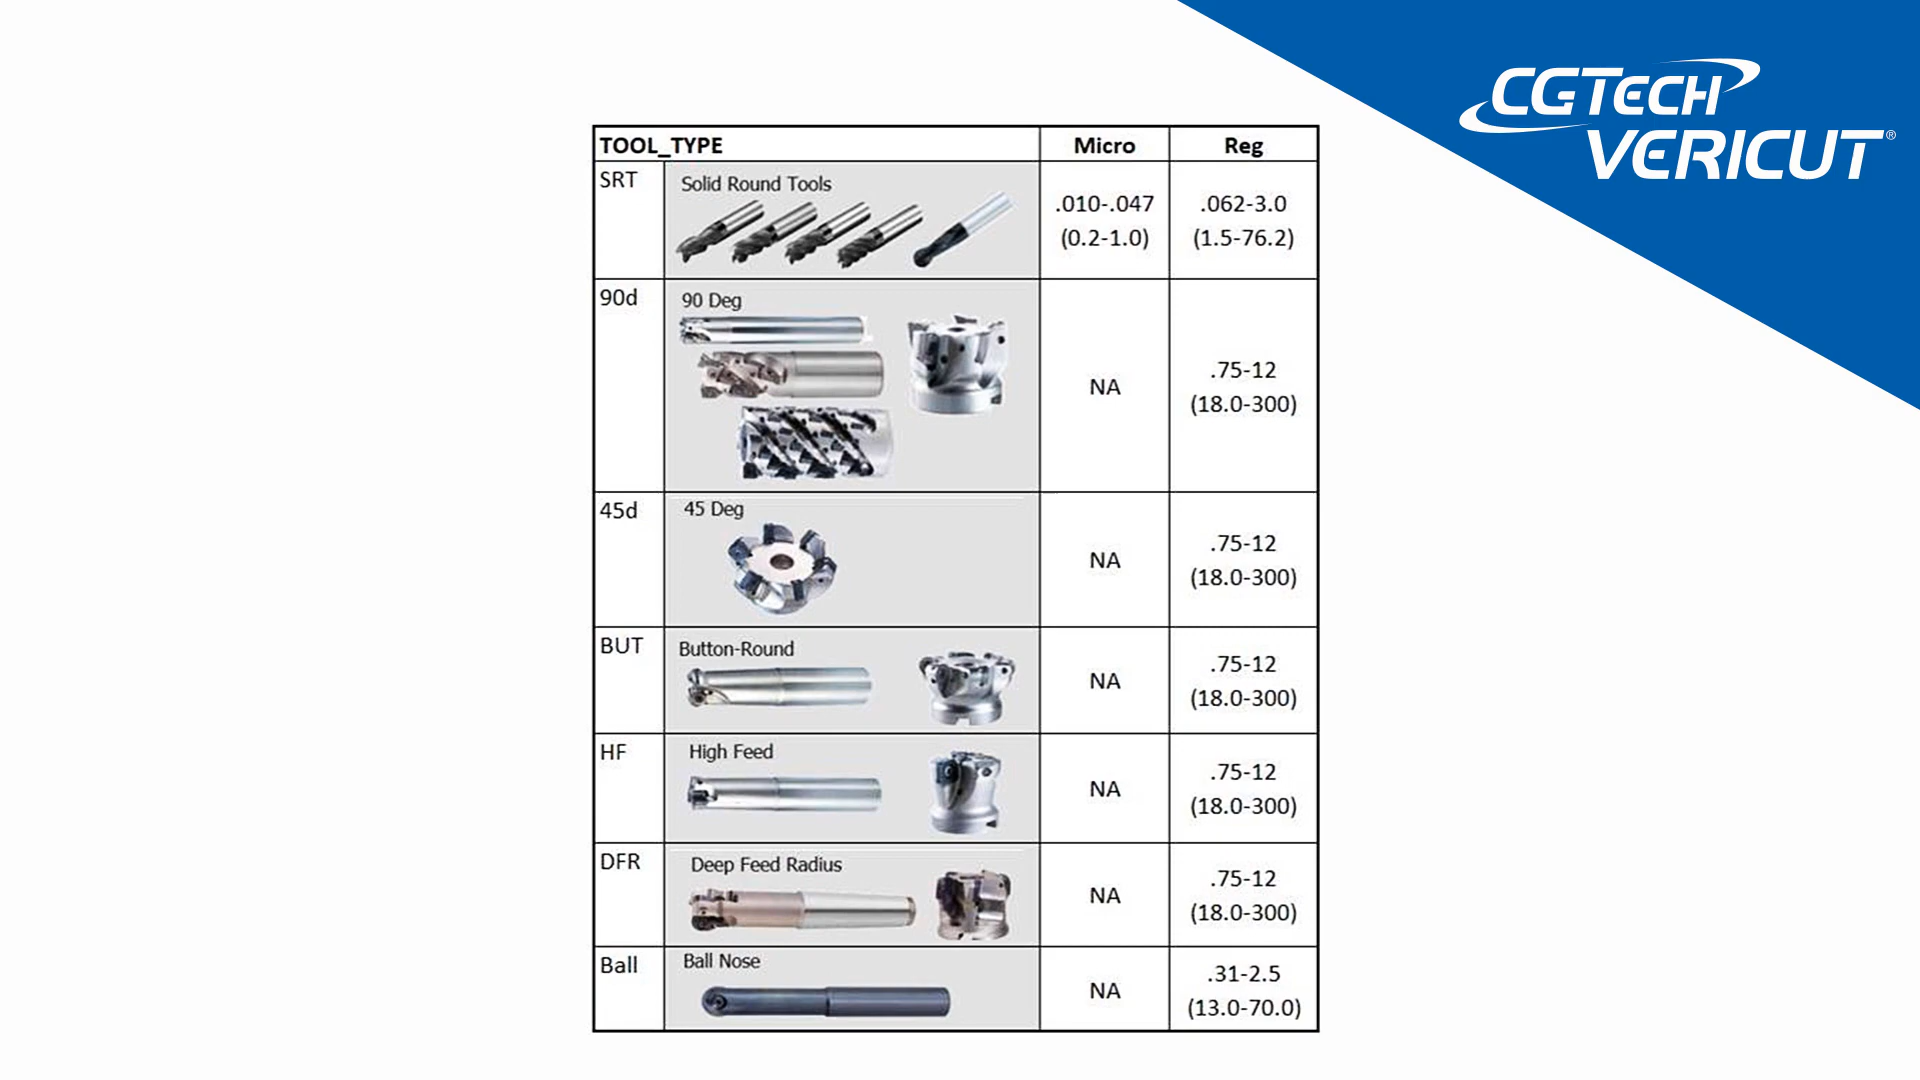 CGTECH
VERICUT®
TOOL_TYPE Micro Reg
SRT Solid Round Tools
.010-.047 .062-3.0
(0.2-1.0) (1.5-76.2)
90d 90 Deg
NA .75-12
(18.0-300)
45d 45 Deg
NA .75-12
(18.0-300)
BUT Button-Round
NA .75-12
(18.0-300)
HF High Feed
NA .75-12
(18.0-300)
DFR Deep Feed Radius
NA .75-12
(18.0-300)
Ball Ball Nose
NA .31-2.5
(13.0-70.0)